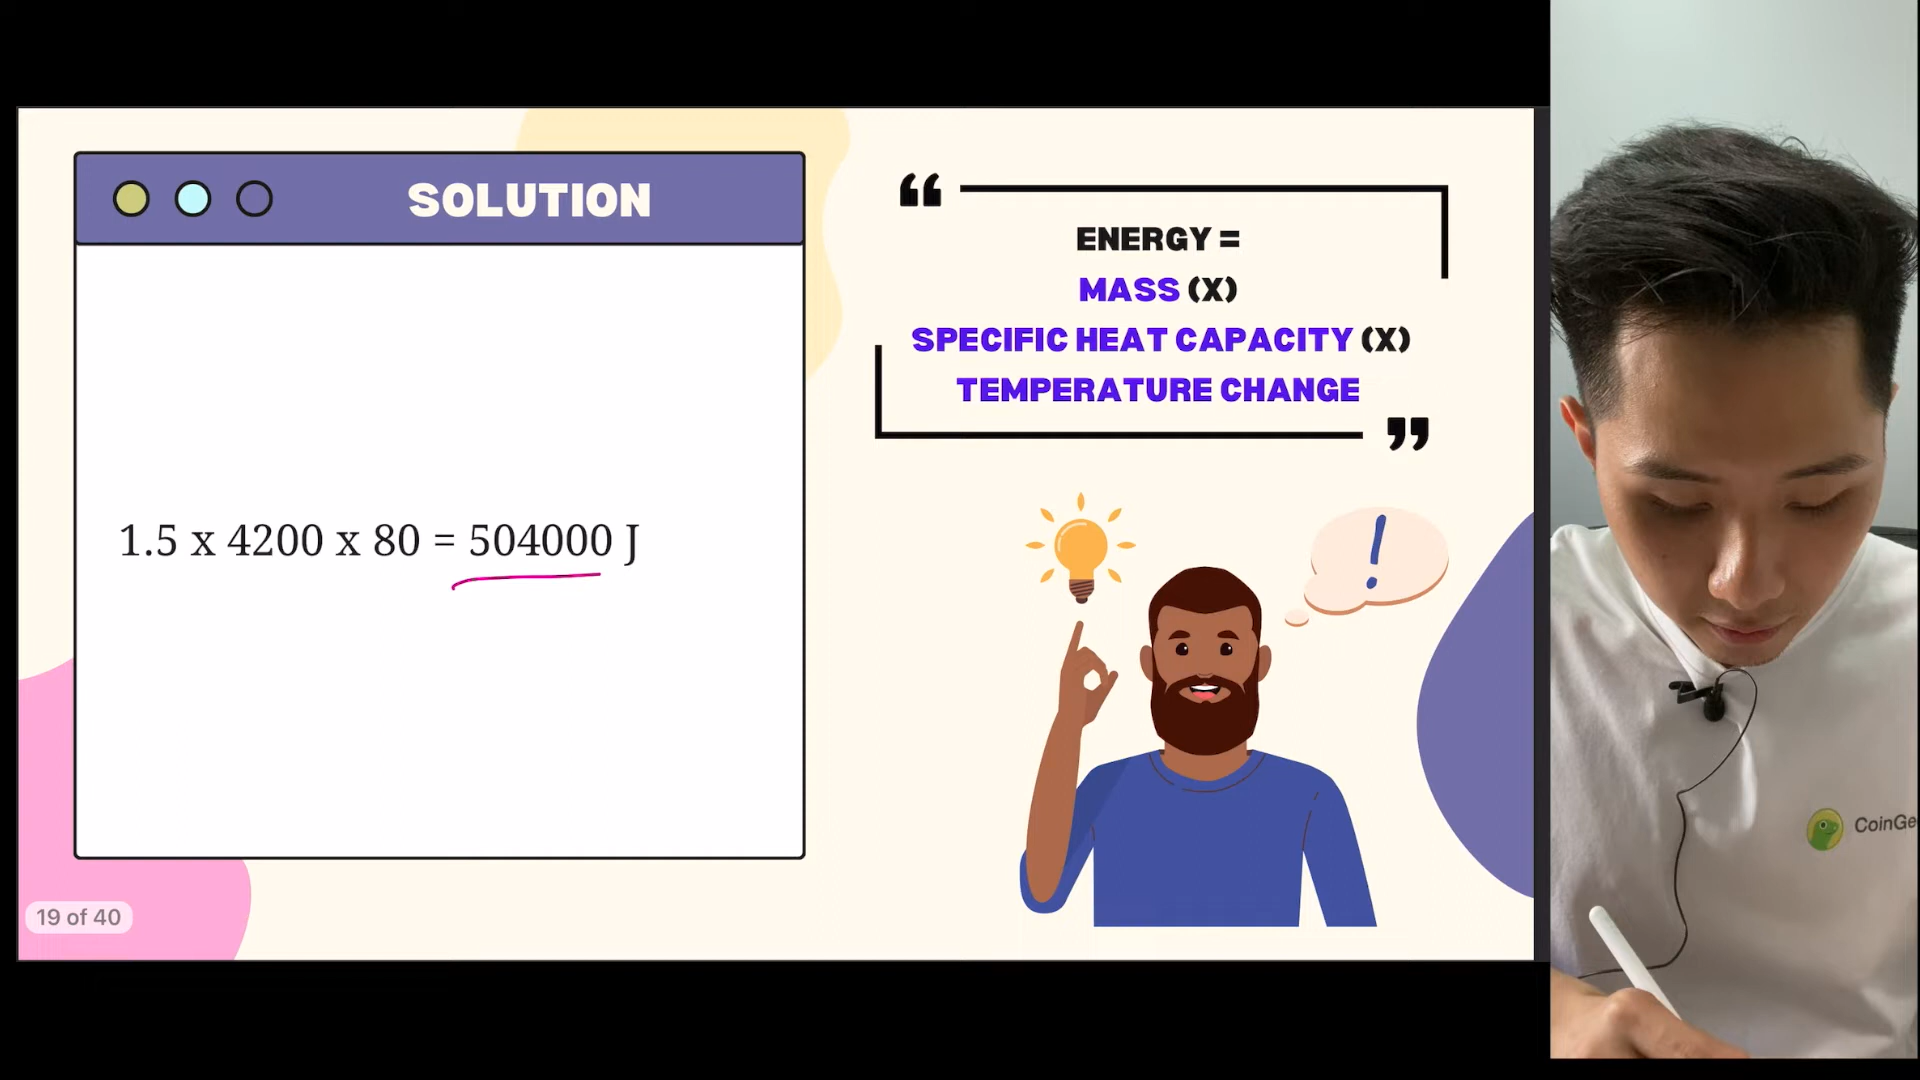 SOLUTION
1.5 x 4200 x 80 = 504000 J
“
ENERGY =
MASS (X)
SPECIFIC HEAT CAPACITY (X)
TEMPERATURE CHANGE
”
!
19 of 40
CoinGe